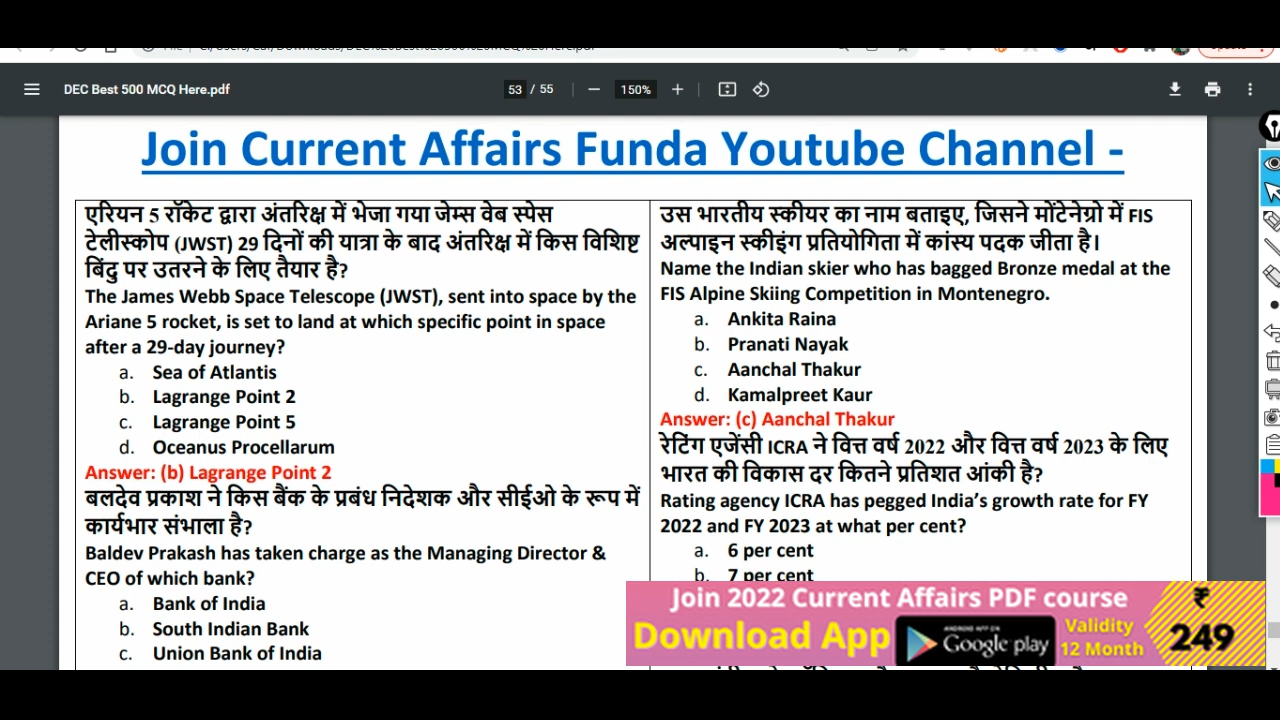 DEC Best 500 MCQ Here.pdf
53 / 55
150%
Join Current Affairs Funda Youtube Channel -
एरियन 5 रॉकेट द्वारा अंतरिक्ष में भेजा गया जेम्स वेब स्पेस
टेलीस्कोप (JWST) 29 दिनों की यात्रा के बाद अंतरिक्ष में किस विशिष्ट
बिंदु पर उतरने के लिए तैयार है?
The James Webb Space Telescope (JWST), sent into space by the
Ariane 5 rocket, is set to land at which specific point in space
after a 29-day journey?
a. Sea of Atlantis
b. Lagrange Point 2
c. Lagrange Point 5
d. Oceanus Procellarum
Answer: (b) Lagrange Point 2
बलदेव प्रकाश ने किस बैंक के प्रबंध निदेशक और सीईओ के रूप में
कार्यभार संभाला है?
Baldev Prakash has taken charge as the Managing Director &
CEO of which bank?
a. Bank of India
b. South Indian Bank
c. Union Bank of India
उस भारतीय स्कीयर का नाम बताइए, जिसने मोंटेनेग्रो में FIS
अल्पाइन स्कीइंग प्रतियोगिता में कांस्य पदक जीता है।
Name the Indian skier who has bagged Bronze medal at the
FIS Alpine Skiing Competition in Montenegro.
a. Ankita Raina
b. Pranati Nayak
c. Aanchal Thakur
d. Kamalpreet Kaur
Answer: (c) Aanchal Thakur
रेटिंग एजेंसी ICRA ने वित्त वर्ष 2022 और वित्त वर्ष 2023 के लिए
भारत की विकास दर कितने प्रतिशत आंकी है?
Rating agency ICRA has pegged India’s growth rate for FY
2022 and FY 2023 at what per cent?
a. 6 per cent
b. 7 per cent
Join 2022 Current Affairs PDF course
Download App
ANDROID APP ON
Google play
Validity
12 Month
₹
249